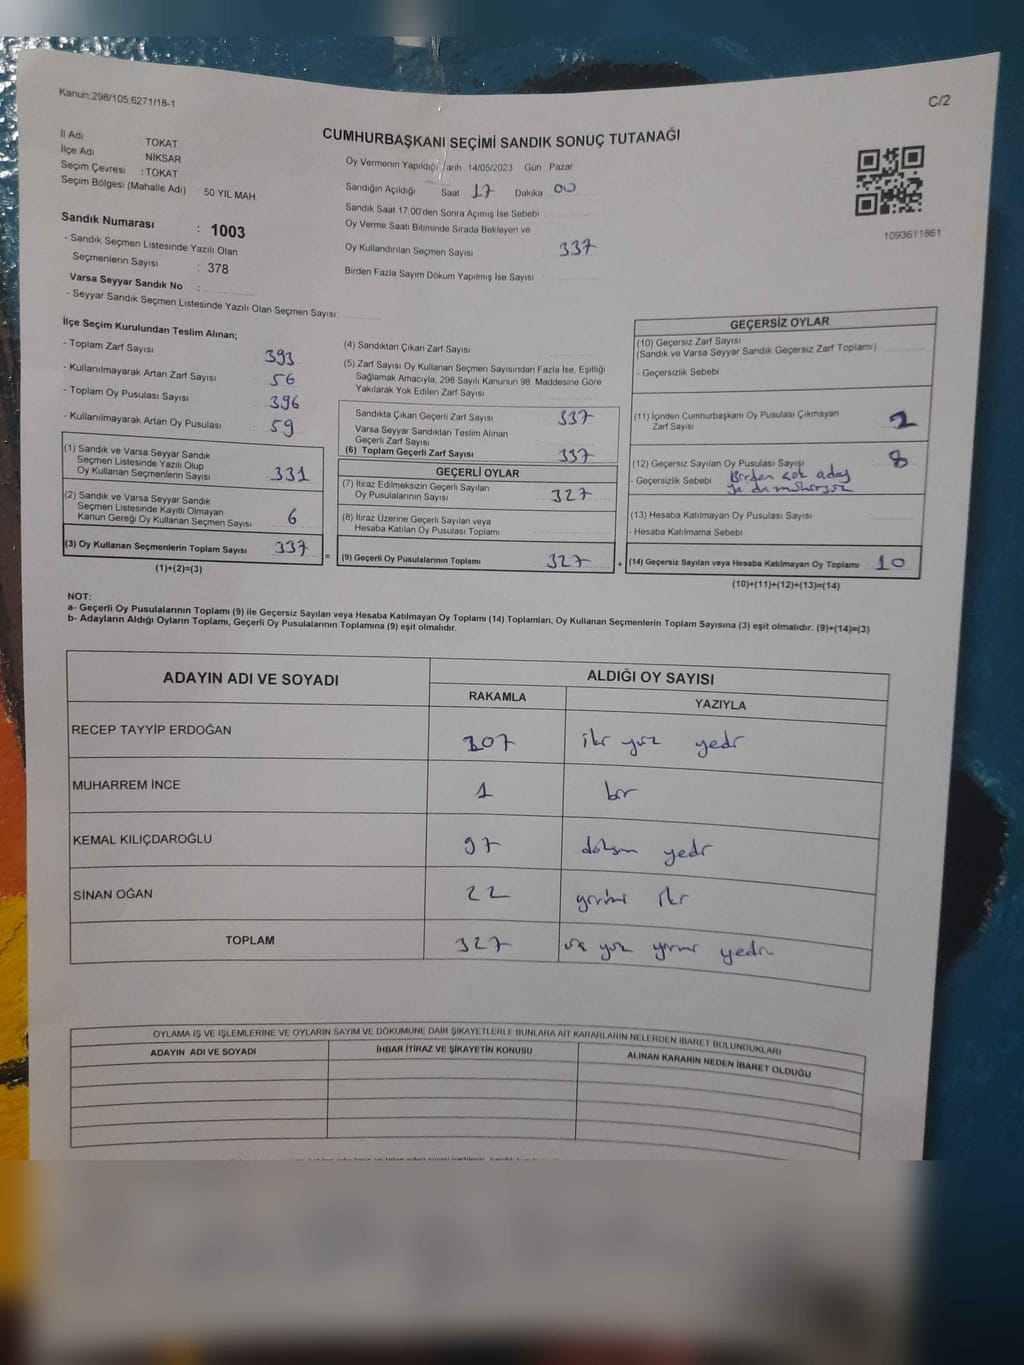 Kanun;298/105,6271/18-1
C/2
CUMHURBAŞKANI SEÇİMİ SANDIK SONUÇ TUTANAĞI
İl Adı : TOKAT
İlçe Adı : NİKSAR
Seçim Çevresi : TOKAT
Seçim Bölgesi (Mahalle Adı) : 50 YIL MAH
Oy Vermenin Yapıldığı Tarih 14/05/2023 Gün Pazar
Sandığın Açıldığı Saat 17 Dakika 00
Sandık Saat 17.00'den Sonra Açımış İse Sebebi
Oy Verme Saati Bitiminde Sırada Bekleyen ve
Oy Kullandırılan Seçmen Sayısı 337
Birden Fazla Sayım Döküm Yapılmış İse Sayısı
1093611861
Sandık Numarası : 1003
- Sandık Seçmen Listesinde Yazılı Olan
Seçmenlerin Sayısı : 378
Varsa Seyyar Sandık No :
- Seyyar Sandık Seçmen Listesinde Yazılı Olan Seçmen Sayısı:
İlçe Seçim Kurulundan Teslim Alınan;
- Toplam Zarf Sayısı 393
- Kullanılmayarak Artan Zarf Sayısı 56
- Toplam Oy Pusulası Sayısı : 396
- Kullanılmayarak Artan Oy Pusulası : 59
(1) Sandık ve Varsa Seyyar Sandık
Seçmen Listesinde Yazılı Olup
Oy Kullanan Seçmenlerin Sayısı 331
(2) Sandık ve Varsa Seyyar Sandık
Seçmen Listesinde Kayıtlı Olmayan
Kanun Gereği Oy Kullanan Seçmen Sayısı 6
(3) Oy Kullanan Seçmenlerin Toplam Sayısı 337
(1)+(2)=(3)
(4) Sandıktan Çıkan Zarf Sayısı
(5) Zarf Sayısı Oy Kullanan Seçmen Sayısından Fazla İse, Eşitliği
Sağlamak Amacıyla, 298 Sayılı Kanunun 98. Maddesine Göre
Yakılarak Yok Edilen Zarf Sayısı
Sandıkta Çıkan Geçerli Zarf Sayısı 337
Varsa Seyyar Sandıktan Teslim Alınan
Geçerli Zarf Sayısı
(6) Toplam Geçerli Zarf Sayısı 337
GEÇERLİ OYLAR
(7) İtiraz Edilmeksizin Geçerli Sayılan
Oy Pusulalarının Sayısı 327
(8) İtiraz Üzerine Geçerli Sayılan veya
Hesaba Katılan Oy Pusulası Toplamı
= (9) Geçerli Oy Pusulalarının Toplamı 327 +
GEÇERSİZ OYLAR
(10) Geçersiz Zarf Sayısı
(Sandık ve Varsa Seyyar Sandık Geçersiz Zarf Toplamı)
- Geçersizlik Sebebi
(11) İçinden Cumhurbaşkanı Oy Pusulası Çıkmayan
Zarf Sayısı 2
(12) Geçersiz Sayılan Oy Pusulası Sayısı 8
- Geçersizlik Sebebi Birden çok aday
ya da mühürsüz
(13) Hesaba Katılmayan Oy Pusulası Sayısı
- Hesaba Katılmama Sebebi
(14) Geçersiz Sayılan veya Hesaba Katılmayan Oy Toplamı 10
(10)+(11)+(12)+(13)=(14)
NOT:
a- Geçerli Oy Pusulalarının Toplamı (9) ile Geçersiz Sayılan veya Hesaba Katılmayan Oy Toplamı (14) Toplamları, Oy Kullanan Seçmenlerin Toplam Sayısına (3) eşit olmalıdır. (9)+(14)=(3)
b- Adayların Aldığı Oyların Toplamı, Geçerli Oy Pusulalarının Toplamına (9) eşit olmalıdır.
ADAYIN ADI VE SOYADI ALDIĞI OY SAYISI
RAKAMLA YAZIYLA
RECEP TAYYİP ERDOĞAN 207 iki yüz yedi
MUHARREM İNCE 1 bir
KEMAL KILIÇDAROĞLU 97 doksan yedi
SİNAN OĞAN 22 yirmi iki
TOPLAM 327 üç yüz yirmi yedi
OYLAMA İŞ VE İŞLEMLERİNE VE OYLARIN SAYIM VE DÖKÜMÜNE DAİR ŞİKAYETLERLE BUNLARA AİT KARARLARIN NELERDEN İBARET BULUNDUKLARI
ADAYIN ADI VE SOYADI İHBAR İTİRAZ VE ŞİKAYETİN KONUSU ALINAN KARARIN NEDEN İBARET OLDUĞU